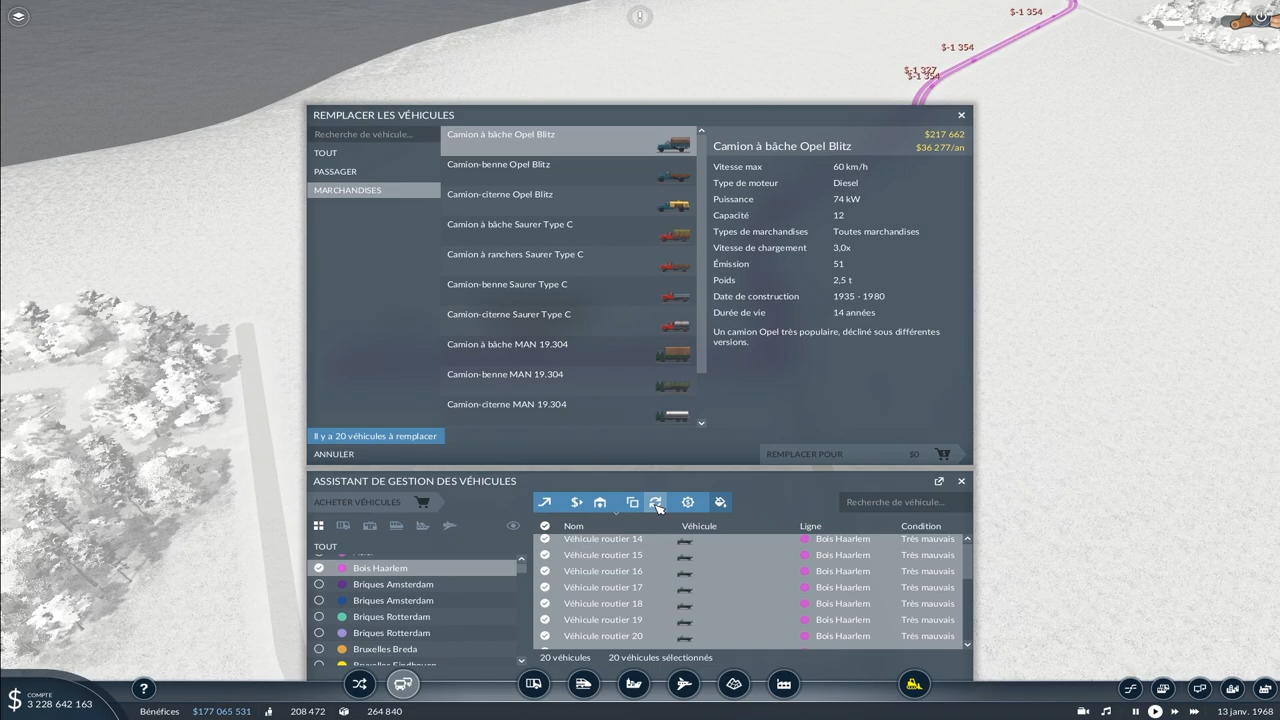 $-1 354
$-1 354
$-1 327
$-1 354
REMPLACER LES VÉHICULES
Recherche de véhicule...
TOUT
PASSAGER
MARCHANDISES
Camion à bâche Opel Blitz
Camion-benne Opel Blitz
Camion-citerne Opel Blitz
Camion à bâche Saurer Type C
Camion à ranchers Saurer Type C
Camion-benne Saurer Type C
Camion-citerne Saurer Type C
Camion à bâche MAN 19.304
Camion-benne MAN 19.304
Camion-citerne MAN 19.304
$217 662
Camion à bâche Opel Blitz $36 277/an
Vitesse max 60 km/h
Type de moteur Diesel
Puissance 74 kW
Capacité 12
Types de marchandises Toutes marchandises
Vitesse de chargement 3,0x
Émission 51
Poids 2,5 t
Date de construction 1935 - 1980
Durée de vie 14 années
Un camion Opel très populaire, décliné sous différentes
versions.
Il y a 20 véhicules à remplacer
ANNULER
REMPLACER POUR $0
ASSISTANT DE GESTION DES VÉHICULES
ACHETER VÉHICULES
Recherche de véhicule...
TOUT
Bois Haarlem
Briques Amsterdam
Briques Amsterdam
Briques Rotterdam
Briques Rotterdam
Bruxelles Breda
Bruxelles Eindhoven
Nom Véhicule Ligne Condition
Véhicule routier 14 Bois Haarlem Très mauvais
Véhicule routier 15 Bois Haarlem Très mauvais
Véhicule routier 16 Bois Haarlem Très mauvais
Véhicule routier 17 Bois Haarlem Très mauvais
Véhicule routier 18 Bois Haarlem Très mauvais
Véhicule routier 19 Bois Haarlem Très mauvais
Véhicule routier 20 Bois Haarlem Très mauvais
20 véhicules 20 véhicules sélectionnés
$ COMPTE
3 228 642 163
?
Bénéfices $177 065 531 208 472 264 840
13 janv. 1968